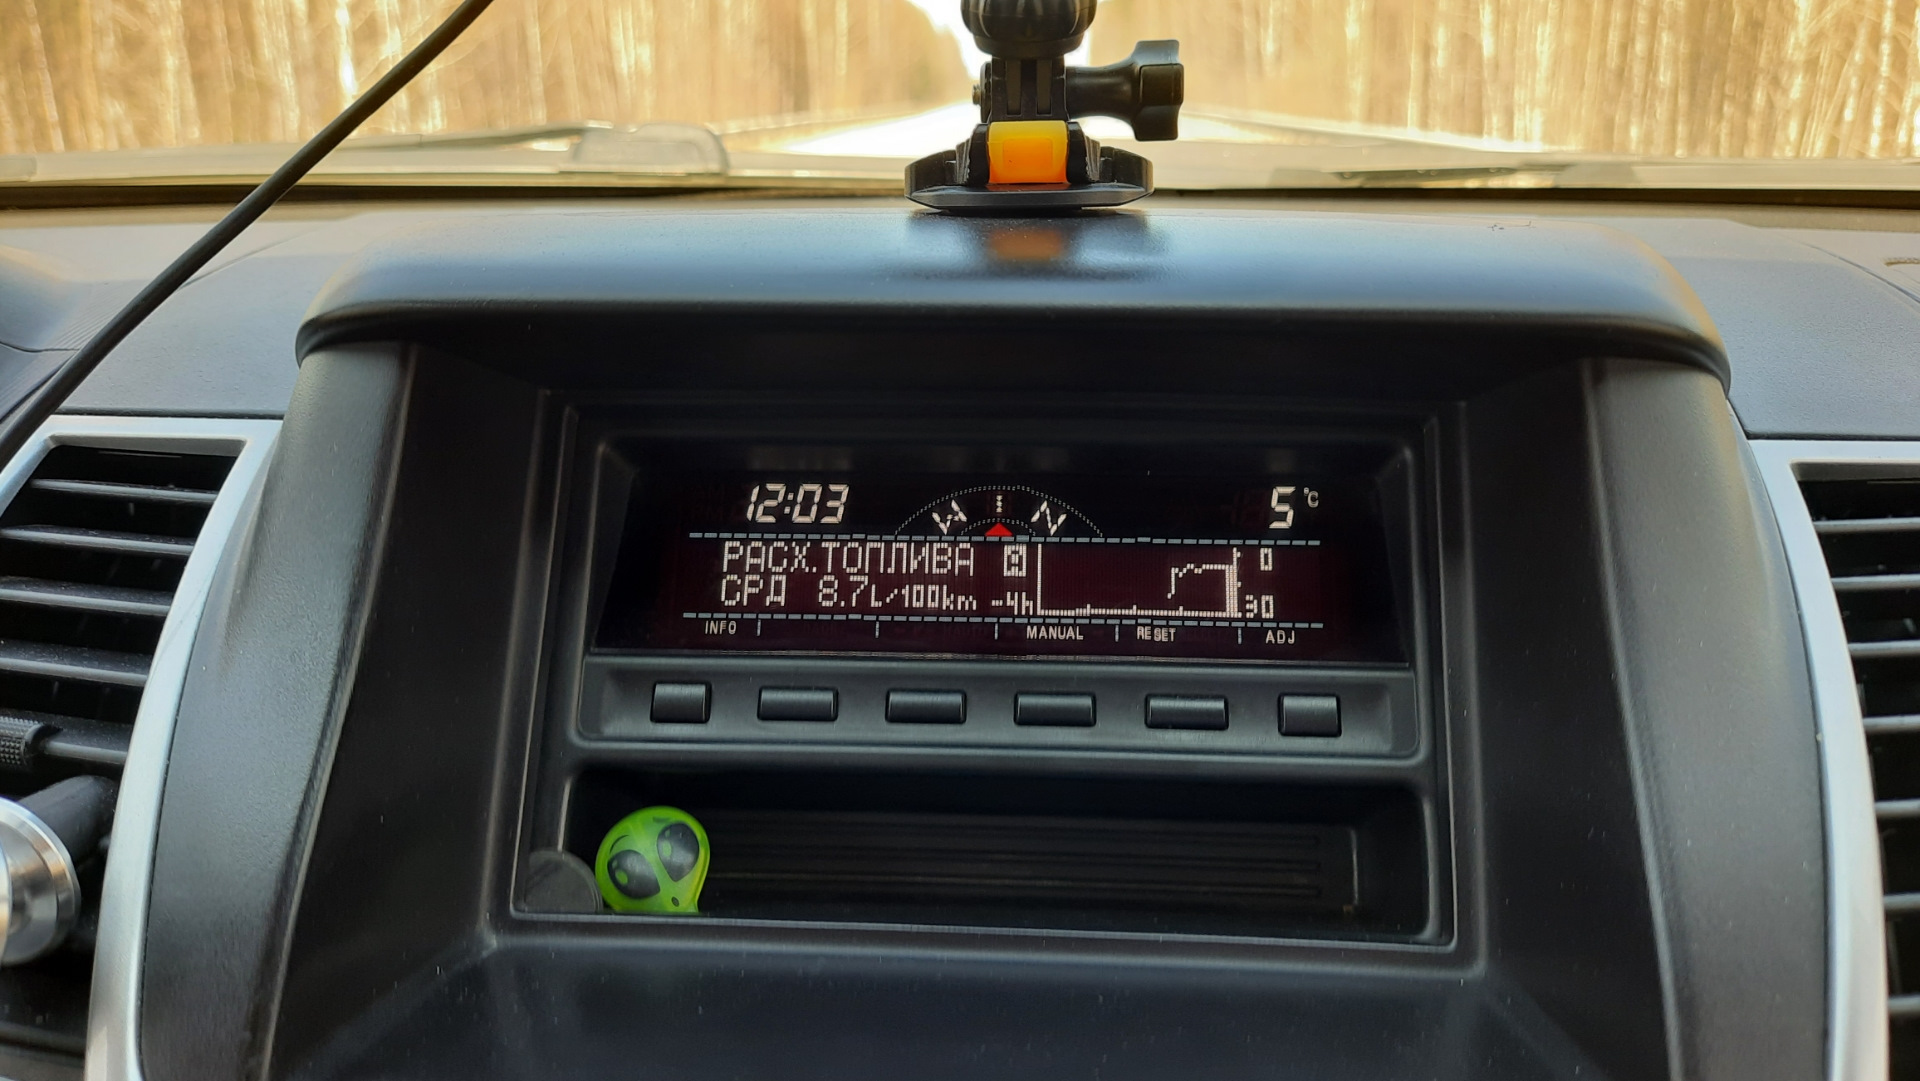 12:03
W N
5 °C
РАСХ.ТОПЛИВА
СРД 8.7L/100km -4h
0
30
INFO MANUAL RESET ADJ